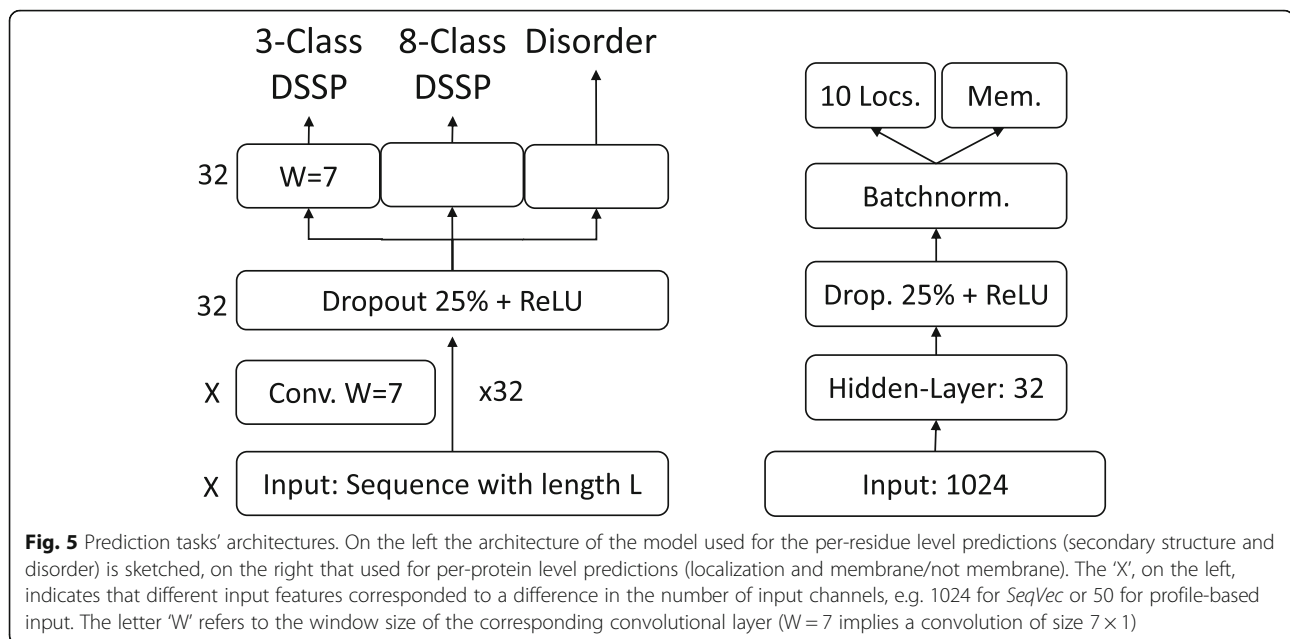 3-Class 8-Class Disorder
DSSP DSSP
32 W=7
32 Dropout 25% + ReLU
X Conv. W=7 x32
X Input: Sequence with length L
10 Locs. Mem.
Batchnorm.
Drop. 25% + ReLU
Hidden-Layer: 32
Input: 1024
Fig. 5 Prediction tasks’ architectures. On the left the architecture of the model used for the per-residue level predictions (secondary structure and
disorder) is sketched, on the right that used for per-protein level predictions (localization and membrane/not membrane). The ‘X’, on the left,
indicates that different input features corresponded to a difference in the number of input channels, e.g. 1024 for SeqVec or 50 for profile-based
input. The letter ‘W’ refers to the window size of the corresponding convolutional layer (W = 7 implies a convolution of size 7 × 1)